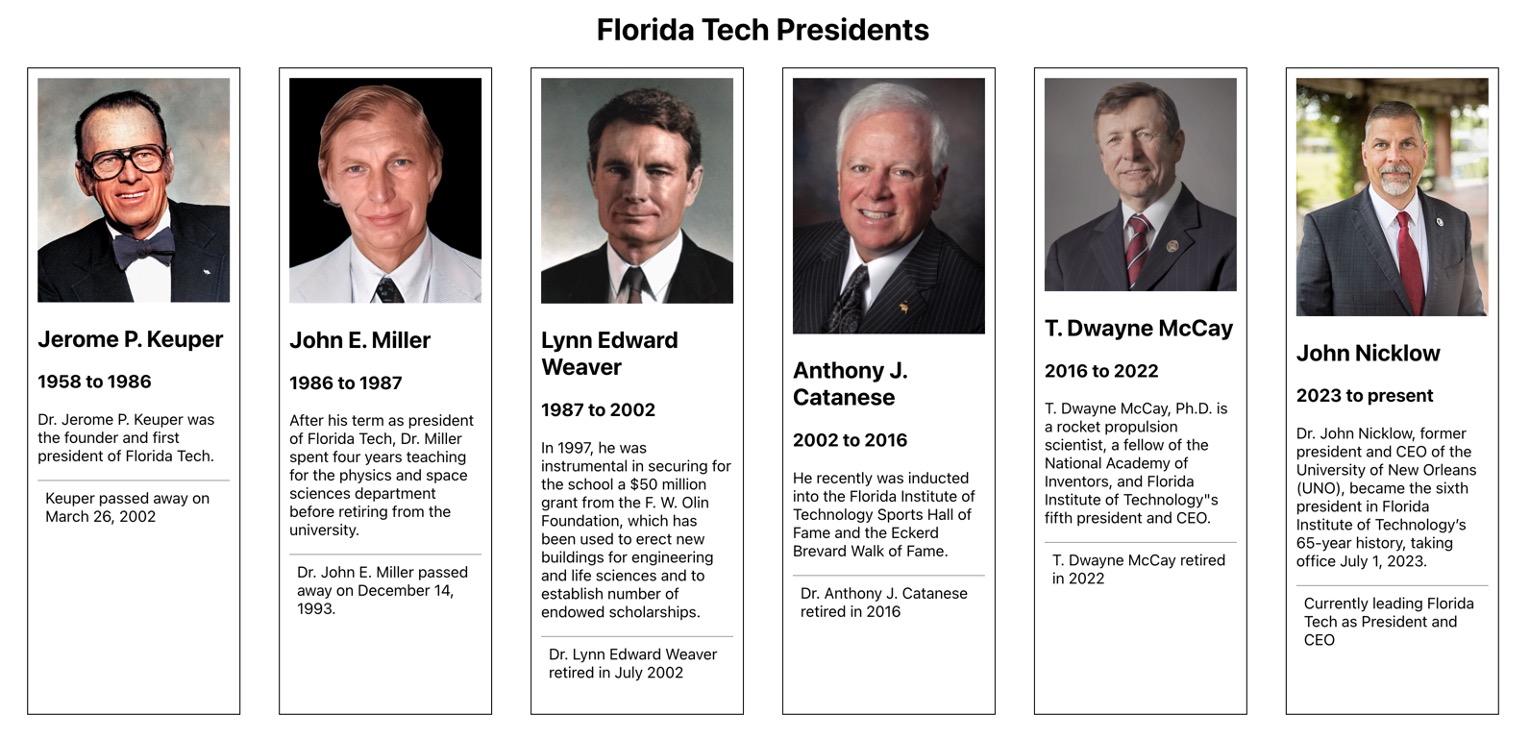 Florida Tech Presidents
Jerome P. Keuper
1958 to 1986
Dr. Jerome P. Keuper was
the founder and first
president of Florida Tech.
Keuper passed away on
March 26, 2002
John E. Miller
1986 to 1987
After his term as president
of Florida Tech, Dr. Miller
spent four years teaching
for the physics and space
sciences department
before retiring from the
university.
Dr. John E. Miller passed
away on December 14,
1993.
Lynn Edward
Weaver
1987 to 2002
In 1997, he was
instrumental in securing for
the school a $50 million
grant from the F. W. Olin
Foundation, which has
been used to erect new
buildings for engineering
and life sciences and to
establish number of
endowed scholarships.
Dr. Lynn Edward Weaver
retired in July 2002
Anthony J.
Catanese
2002 to 2016
He recently was inducted
into the Florida Institute of
Technology Sports Hall of
Fame and the Eckerd
Brevard Walk of Fame.
Dr. Anthony J. Catanese
retired in 2016
T. Dwayne McCay
2016 to 2022
T. Dwayne McCay, Ph.D. is
a rocket propulsion
scientist, a fellow of the
National Academy of
Inventors, and Florida
Institute of Technology"s
fifth president and CEO.
T. Dwayne McCay retired
in 2022
John Nicklow
2023 to present
Dr. John Nicklow, former
president and CEO of the
University of New Orleans
(UNO), became the sixth
president in Florida
Institute of Technology’s
65-year history, taking
office July 1, 2023.
Currently leading Florida
Tech as President and
CEO